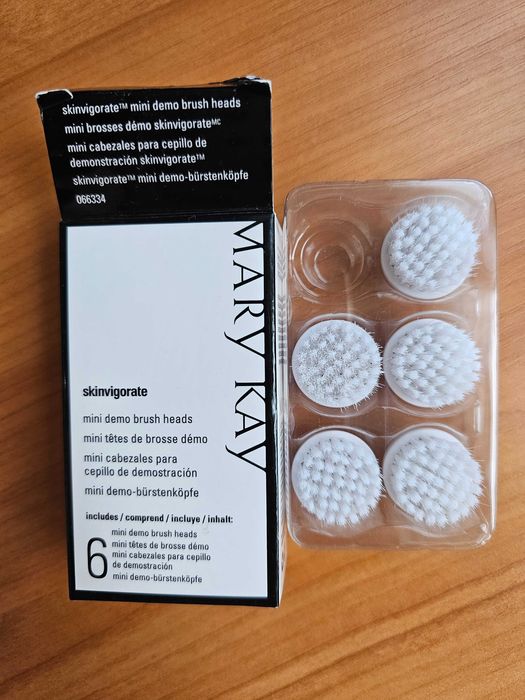 skinvigorate™ mini demo brush heads
mini brosses démo skinvigorateᴹᶜ
mini cabezales para cepillo de
demonstración skinvigorate™
skinvigorate™ mini demo-bürstenköpfe
066334
MARY KAY
skinvigorate
mini demo brush heads
mini têtes de brosse démo
mini cabezales para
cepillo de demostración
mini demo-bürstenköpfe
includes / comprend / incluye / inhalt:
6
mini demo brush heads
mini têtes de brosse démo
mini cabezales para cepillo
de demostración
mini demo-bürstenköpfe